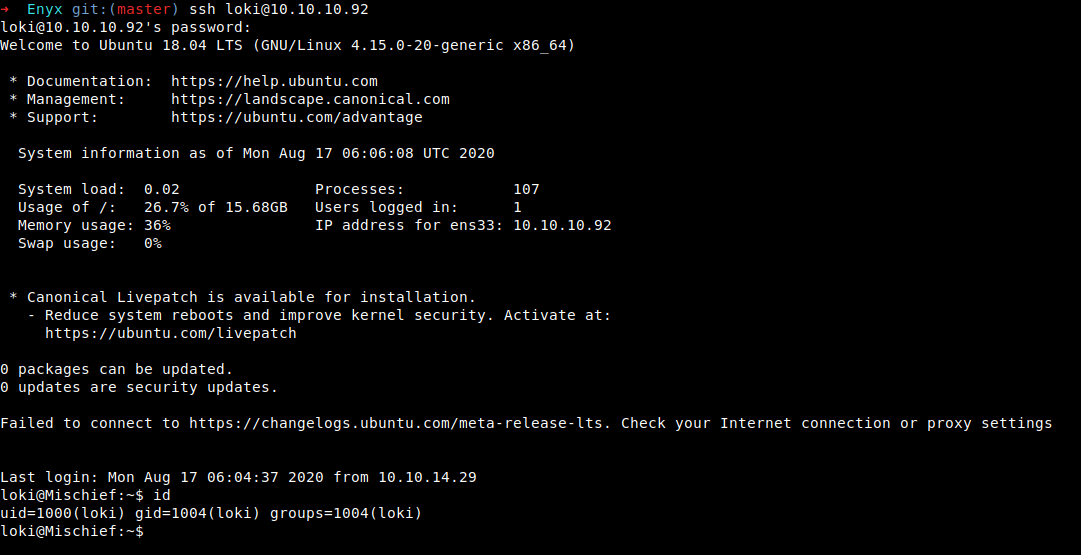 ➜  Enyx git:(master) ssh loki@10.10.10.92
loki@10.10.10.92's password:
Welcome to Ubuntu 18.04 LTS (GNU/Linux 4.15.0-20-generic x86_64)
 * Documentation:  https://help.ubuntu.com
 * Management:     https://landscape.canonical.com
 * Support:        https://ubuntu.com/advantage
  System information as of Mon Aug 17 06:06:08 UTC 2020
  System load:  0.02               Processes:             107
  Usage of /:   26.7% of 15.68GB   Users logged in:       1
  Memory usage: 36%                IP address for ens33: 10.10.10.92
  Swap usage:   0%
 * Canonical Livepatch is available for installation.
   - Reduce system reboots and improve kernel security. Activate at:
     https://ubuntu.com/livepatch
0 packages can be updated.
0 updates are security updates.
Failed to connect to https://changelogs.ubuntu.com/meta-release-lts. Check your Internet connection or proxy settings
Last login: Mon Aug 17 06:04:37 2020 from 10.10.14.29
loki@Mischief:~$ id
uid=1000(loki) gid=1004(loki) groups=1004(loki)
loki@Mischief:~$